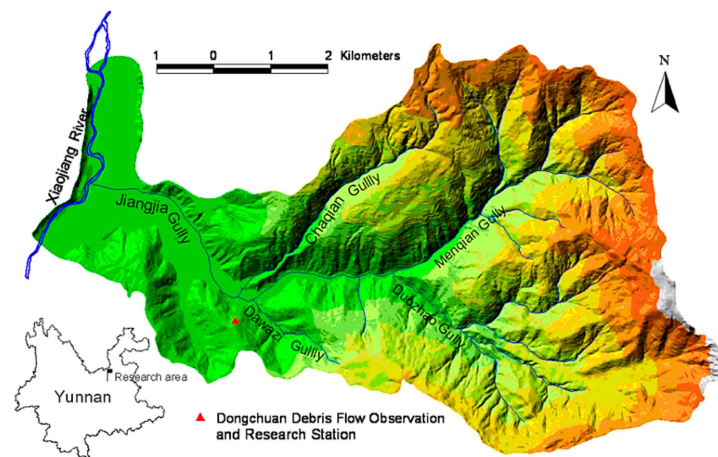 1 0 1 2 Kilometers
N
Xiaojiang River
Jiangjia
Gully
Chaqian Gullly
Menqian Gully
Duozhao Gully
Dawazi Gullly
Research area
Yunnan
Dongchuan Debris Flow Observation
and Research Station